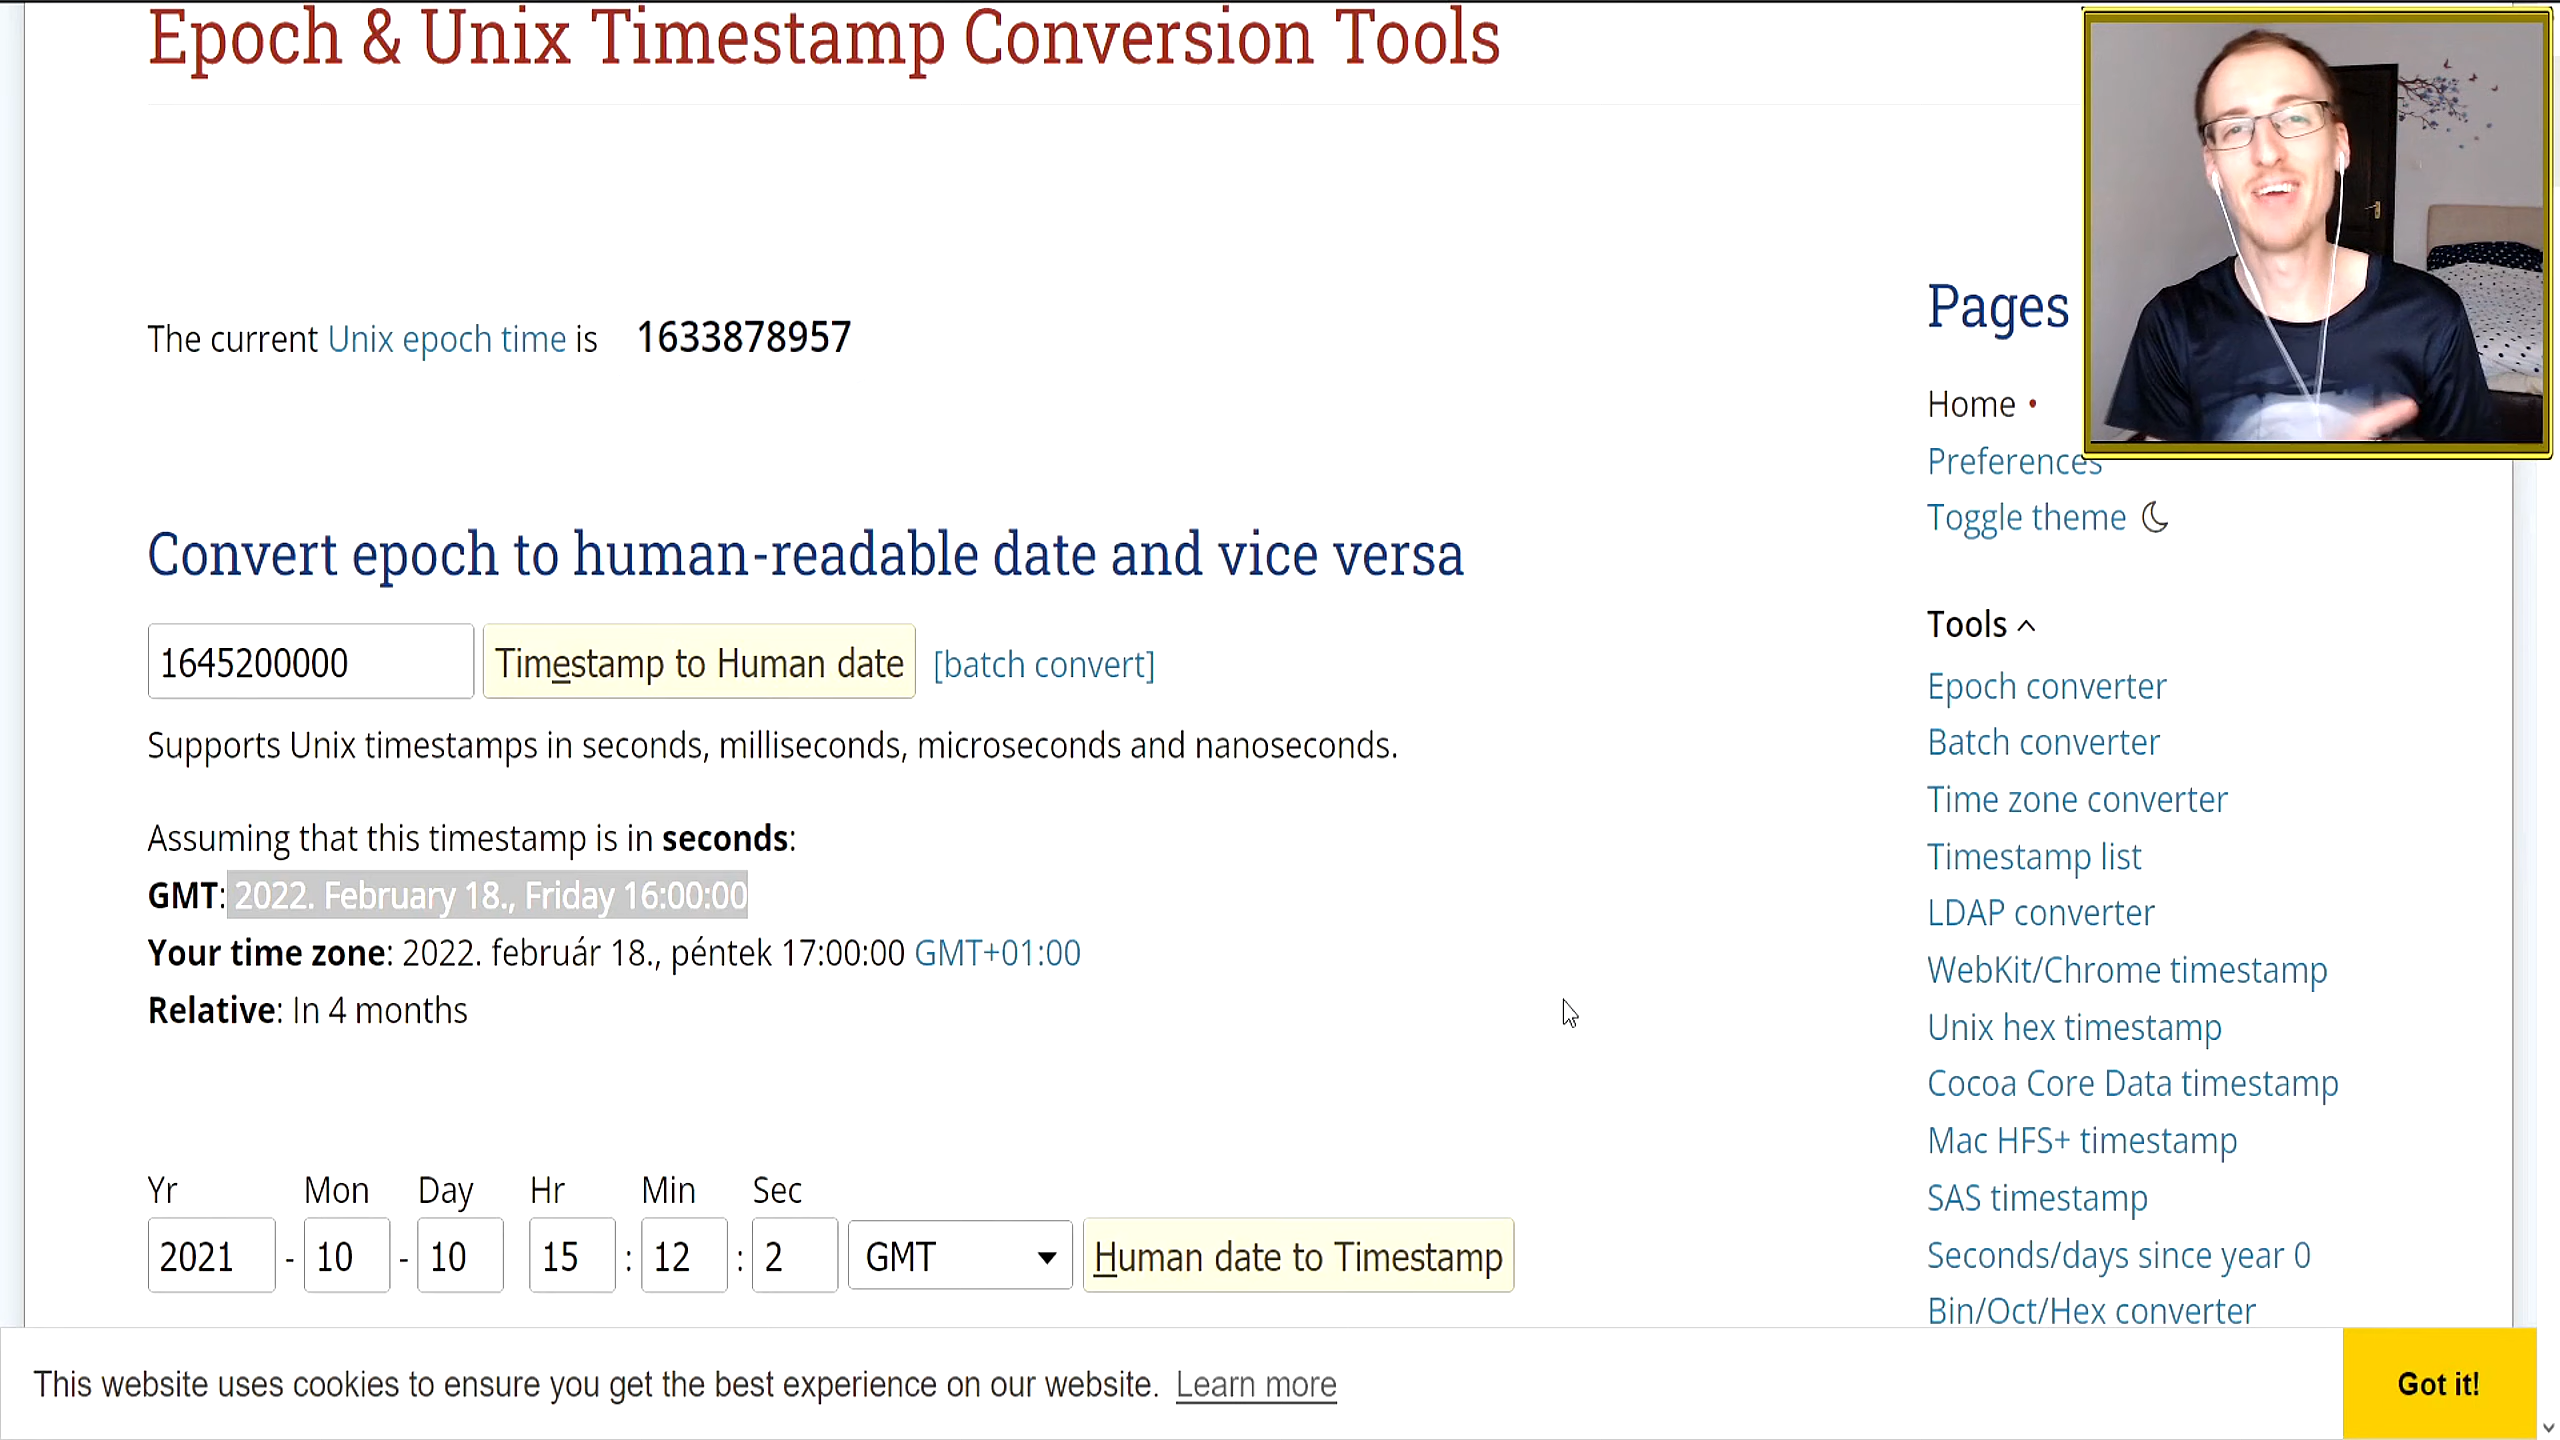 Epoch & Unix Timestamp Conversion Tools
The current Unix epoch time is 1633878957
Convert epoch to human-readable date and vice versa
1645200000 Timestamp to Human date [batch convert]
Supports Unix timestamps in seconds, milliseconds, microseconds and nanoseconds.
Assuming that this timestamp is in seconds:
GMT: 2022. February 18., Friday 16:00:00
Your time zone: 2022. február 18., péntek 17:00:00 GMT+01:00
Relative: In 4 months
Yr Mon Day Hr Min Sec
2021 - 10 - 10 15 : 12 : 2 GMT Human date to Timestamp
Pages
Home •
Preferences
Toggle theme
Tools
Epoch converter
Batch converter
Time zone converter
Timestamp list
LDAP converter
WebKit/Chrome timestamp
Unix hex timestamp
Cocoa Core Data timestamp
Mac HFS+ timestamp
SAS timestamp
Seconds/days since year 0
Bin/Oct/Hex converter
This website uses cookies to ensure you get the best experience on our website. Learn more
Got it!